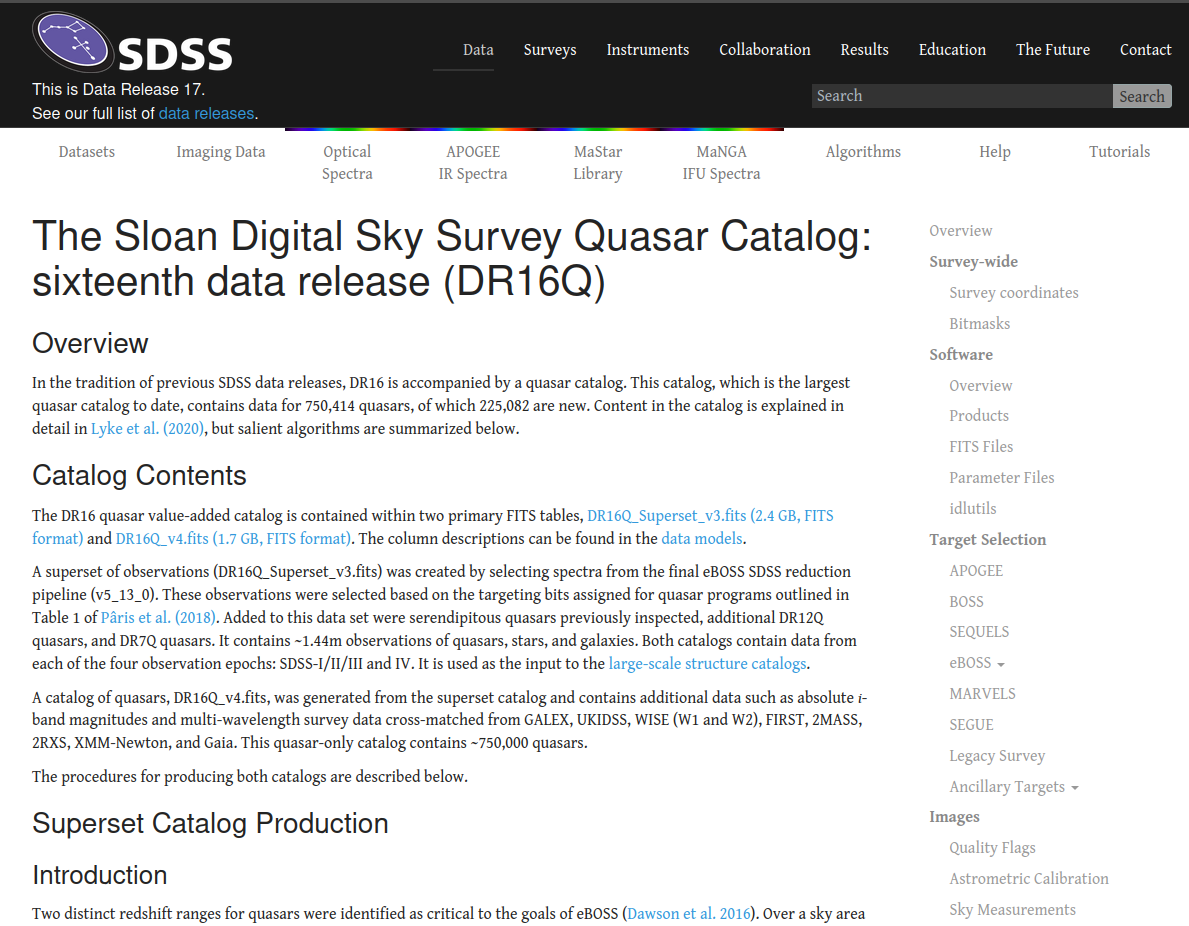 SDSS
This is Data Release 17.
See our full list of data releases.
Data Surveys Instruments Collaboration Results Education The Future Contact
Search Search
Datasets Imaging Data Optical Spectra APOGEE IR Spectra MaStar Library MaNGA IFU Spectra Algorithms Help Tutorials
The Sloan Digital Sky Survey Quasar Catalog:
sixteenth data release (DR16Q)
Overview
In the tradition of previous SDSS data releases, DR16 is accompanied by a quasar catalog. This catalog, which is the largest
quasar catalog to date, contains data for 750,414 quasars, of which 225,082 are new. Content in the catalog is explained in
detail in Lyke et al. (2020), but salient algorithms are summarized below.
Catalog Contents
The DR16 quasar value-added catalog is contained within two primary FITS tables, DR16Q_Superset_v3.fits (2.4 GB, FITS
format) and DR16Q_v4.fits (1.7 GB, FITS format). The column descriptions can be found in the data models.
A superset of observations (DR16Q_Superset_v3.fits) was created by selecting spectra from the final eBOSS SDSS reduction
pipeline (v5_13_0). These observations were selected based on the targeting bits assigned for quasar programs outlined in
Table 1 of Pâris et al. (2018). Added to this data set were serendipitous quasars previously inspected, additional DR12Q
quasars, and DR7Q quasars. It contains ~1.44m observations of quasars, stars, and galaxies. Both catalogs contain data from
each of the four observation epochs: SDSS-I/II/III and IV. It is used as the input to the large-scale structure catalogs.
A catalog of quasars, DR16Q_v4.fits, was generated from the superset catalog and contains additional data such as absolute i-
band magnitudes and multi-wavelength survey data cross-matched from GALEX, UKIDSS, WISE (W1 and W2), FIRST, 2MASS,
2RXS, XMM-Newton, and Gaia. This quasar-only catalog contains ~750,000 quasars.
The procedures for producing both catalogs are described below.
Superset Catalog Production
Introduction
Two distinct redshift ranges for quasars were identified as critical to the goals of eBOSS (Dawson et al. 2016). Over a sky area
Overview
Survey-wide
Survey coordinates
Bitmasks
Software
Overview
Products
FITS Files
Parameter Files
idlutils
Target Selection
APOGEE
BOSS
SEQUELS
eBOSS
MARVELS
SEGUE
Legacy Survey
Ancillary Targets
Images
Quality Flags
Astrometric Calibration
Sky Measurements